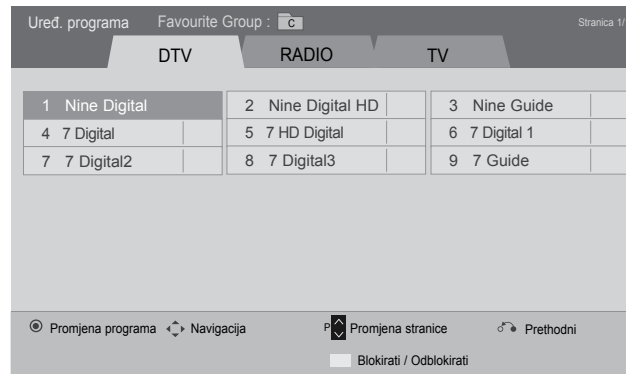 Uređ. programa Favourite Group : C Stranica 1/
DTV RADIO TV
1 Nine Digital 2 Nine Digital HD 3 Nine Guide
4 7 Digital 5 7 HD Digital 6 7 Digital 1
7 7 Digital2 8 7 Digital3 9 7 Guide
Promjena programa Navigacija P Promjena stranice Prethodni
Blokirati / Odblokirati